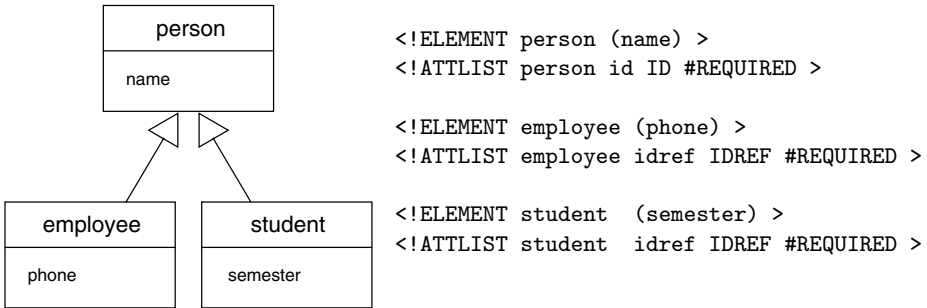 person
name
employee
phone
student
semester
<!ELEMENT person (name) >
<!ATTLIST person id ID #REQUIRED >
<!ELEMENT employee (phone) >
<!ATTLIST employee idref IDREF #REQUIRED >
<!ELEMENT student  (semester) >
<!ATTLIST student  idref IDREF #REQUIRED >